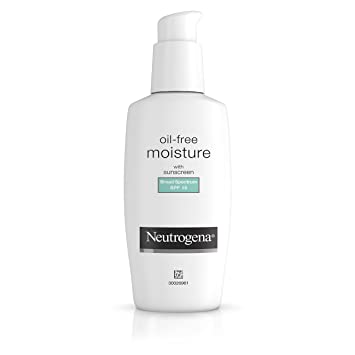 oil-free
moisture
with
sunscreen
Broad Spectrum
SPF 15
Neutrogena®